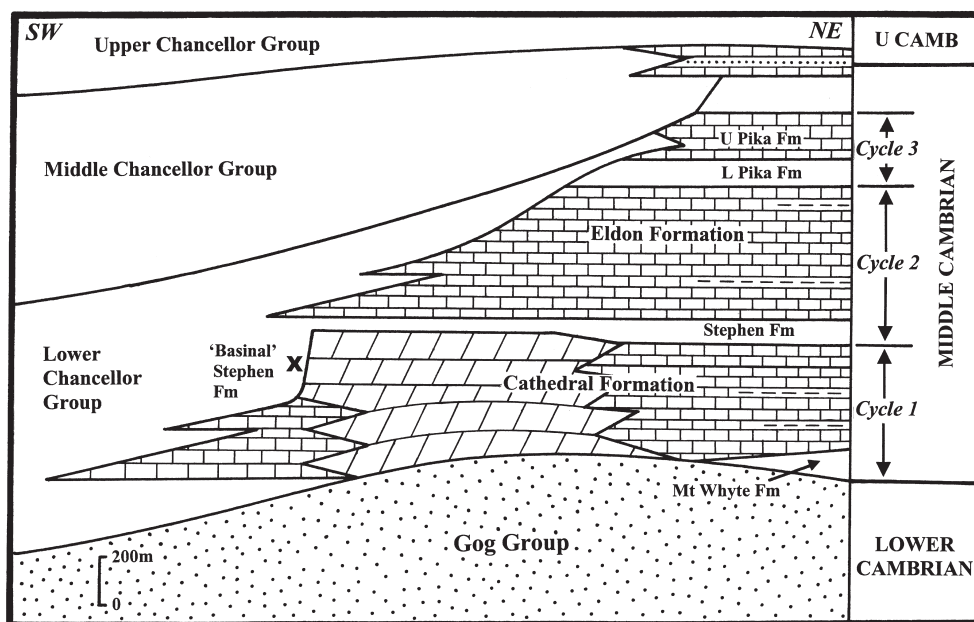 SW
NE
U CAMB
Upper Chancellor Group
U Pika Fm
Cycle 3
L Pika Fm
Middle Chancellor Group
Eldon Formation
Cycle 2
MIDDLE CAMBRIAN
Stephen Fm
'Basinal' X
Stephen
Fm
Lower
Chancellor
Group
Cathedral Formation
Cycle 1
Mt Whyte Fm
Gog Group
200m
0
LOWER
CAMBRIAN